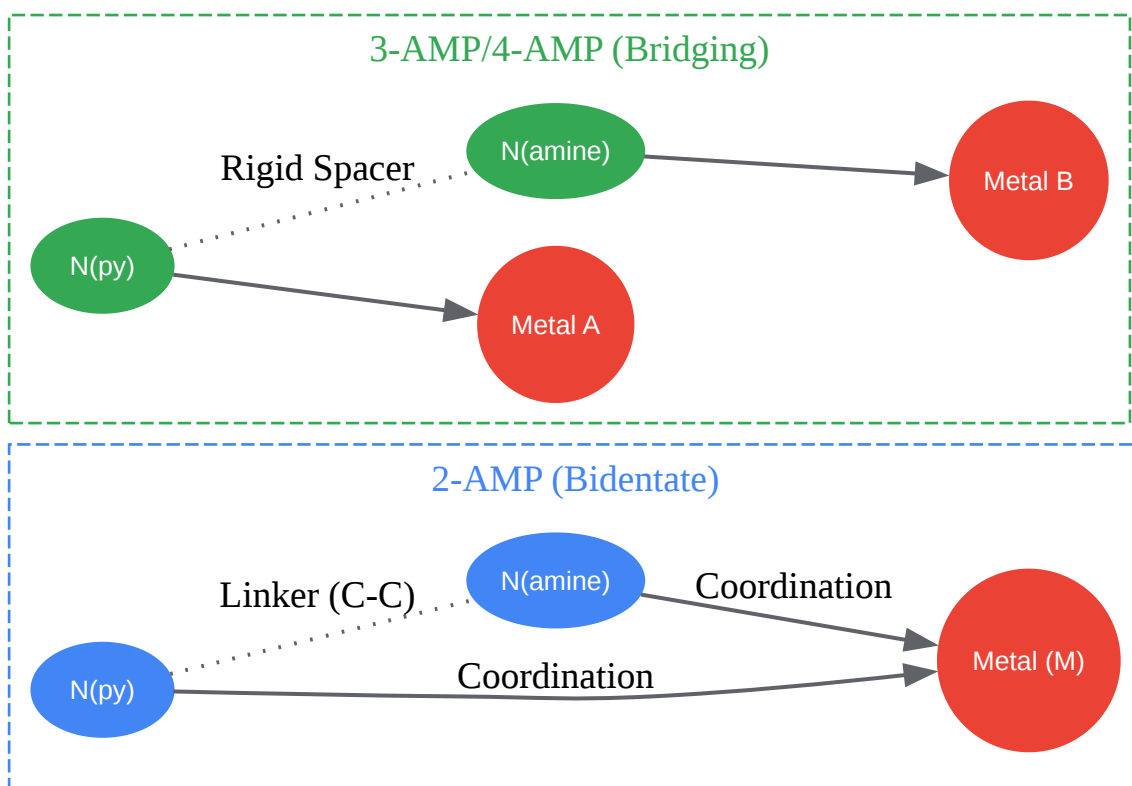 3-AMP/4-AMP (Bridging)
N(amine)
Rigid Spacer
Metal B
N(py)
Metal A
2-AMP (Bidentate)
N(amine)
Coordination
Linker (C-C)
Metal (M)
Coordination
N(py)